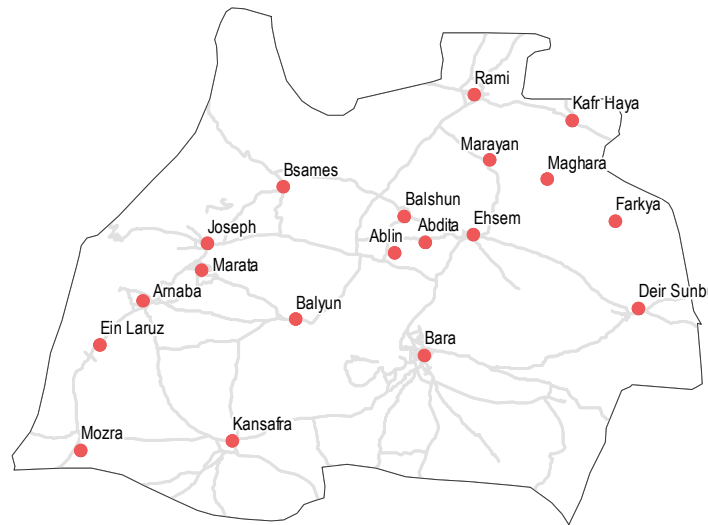 Rami
Kafr Haya
Marayan
Maghara
Bsames
Farkya
Balshun
Abdita
Ehsem
Joseph
Ablin
Marata
Arnaba
Deir Sunbu
Balyun
Ein Laruz
Bara
Kansafra
Mozra